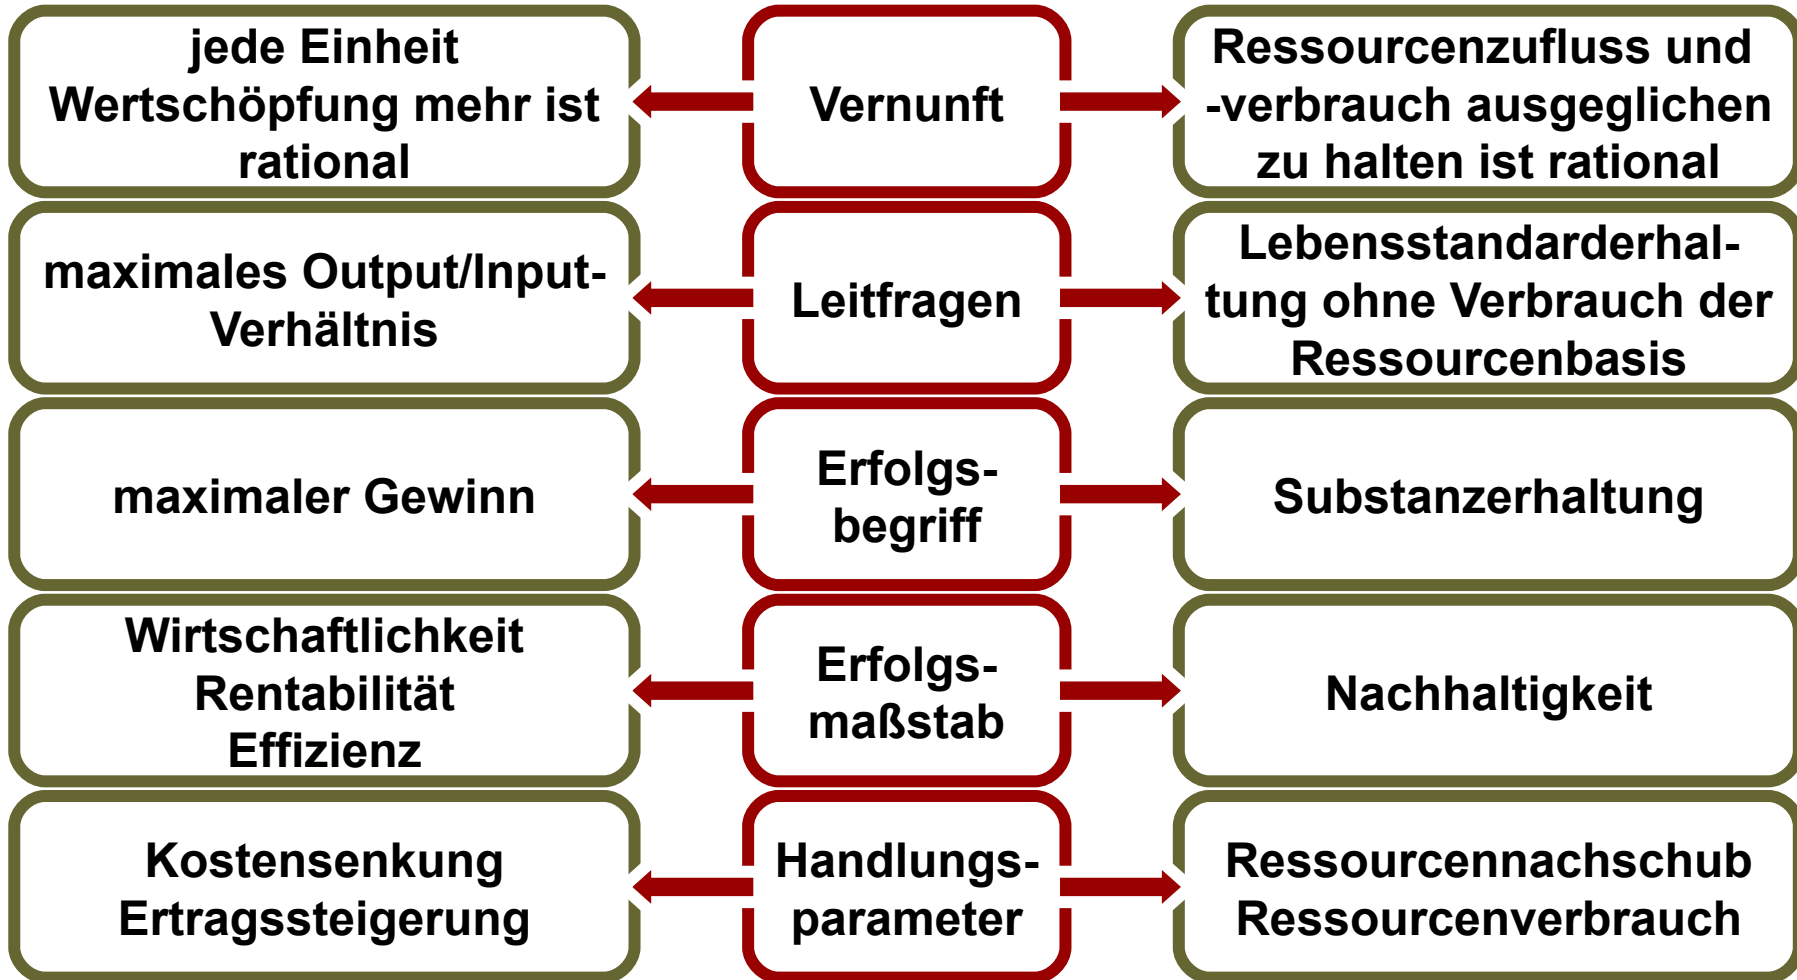 jede Einheit
Wertschöpfung mehr ist
rational
Vernunft
Ressourcenzufluss und
-verbrauch ausgeglichen
zu halten ist rational
maximales Output/Input-
Verhältnis
Leitfragen
Lebensstandarderhal-
tung ohne Verbrauch der
Ressourcenbasis
maximaler Gewinn
Erfolgs-
begriff
Substanzerhaltung
Wirtschaftlichkeit
Rentabilität
Effizienz
Erfolgs-
maßstab
Nachhaltigkeit
Kostensenkung
Ertragssteigerung
Handlungs-
parameter
Ressourcennachschub
Ressourcenverbrauch